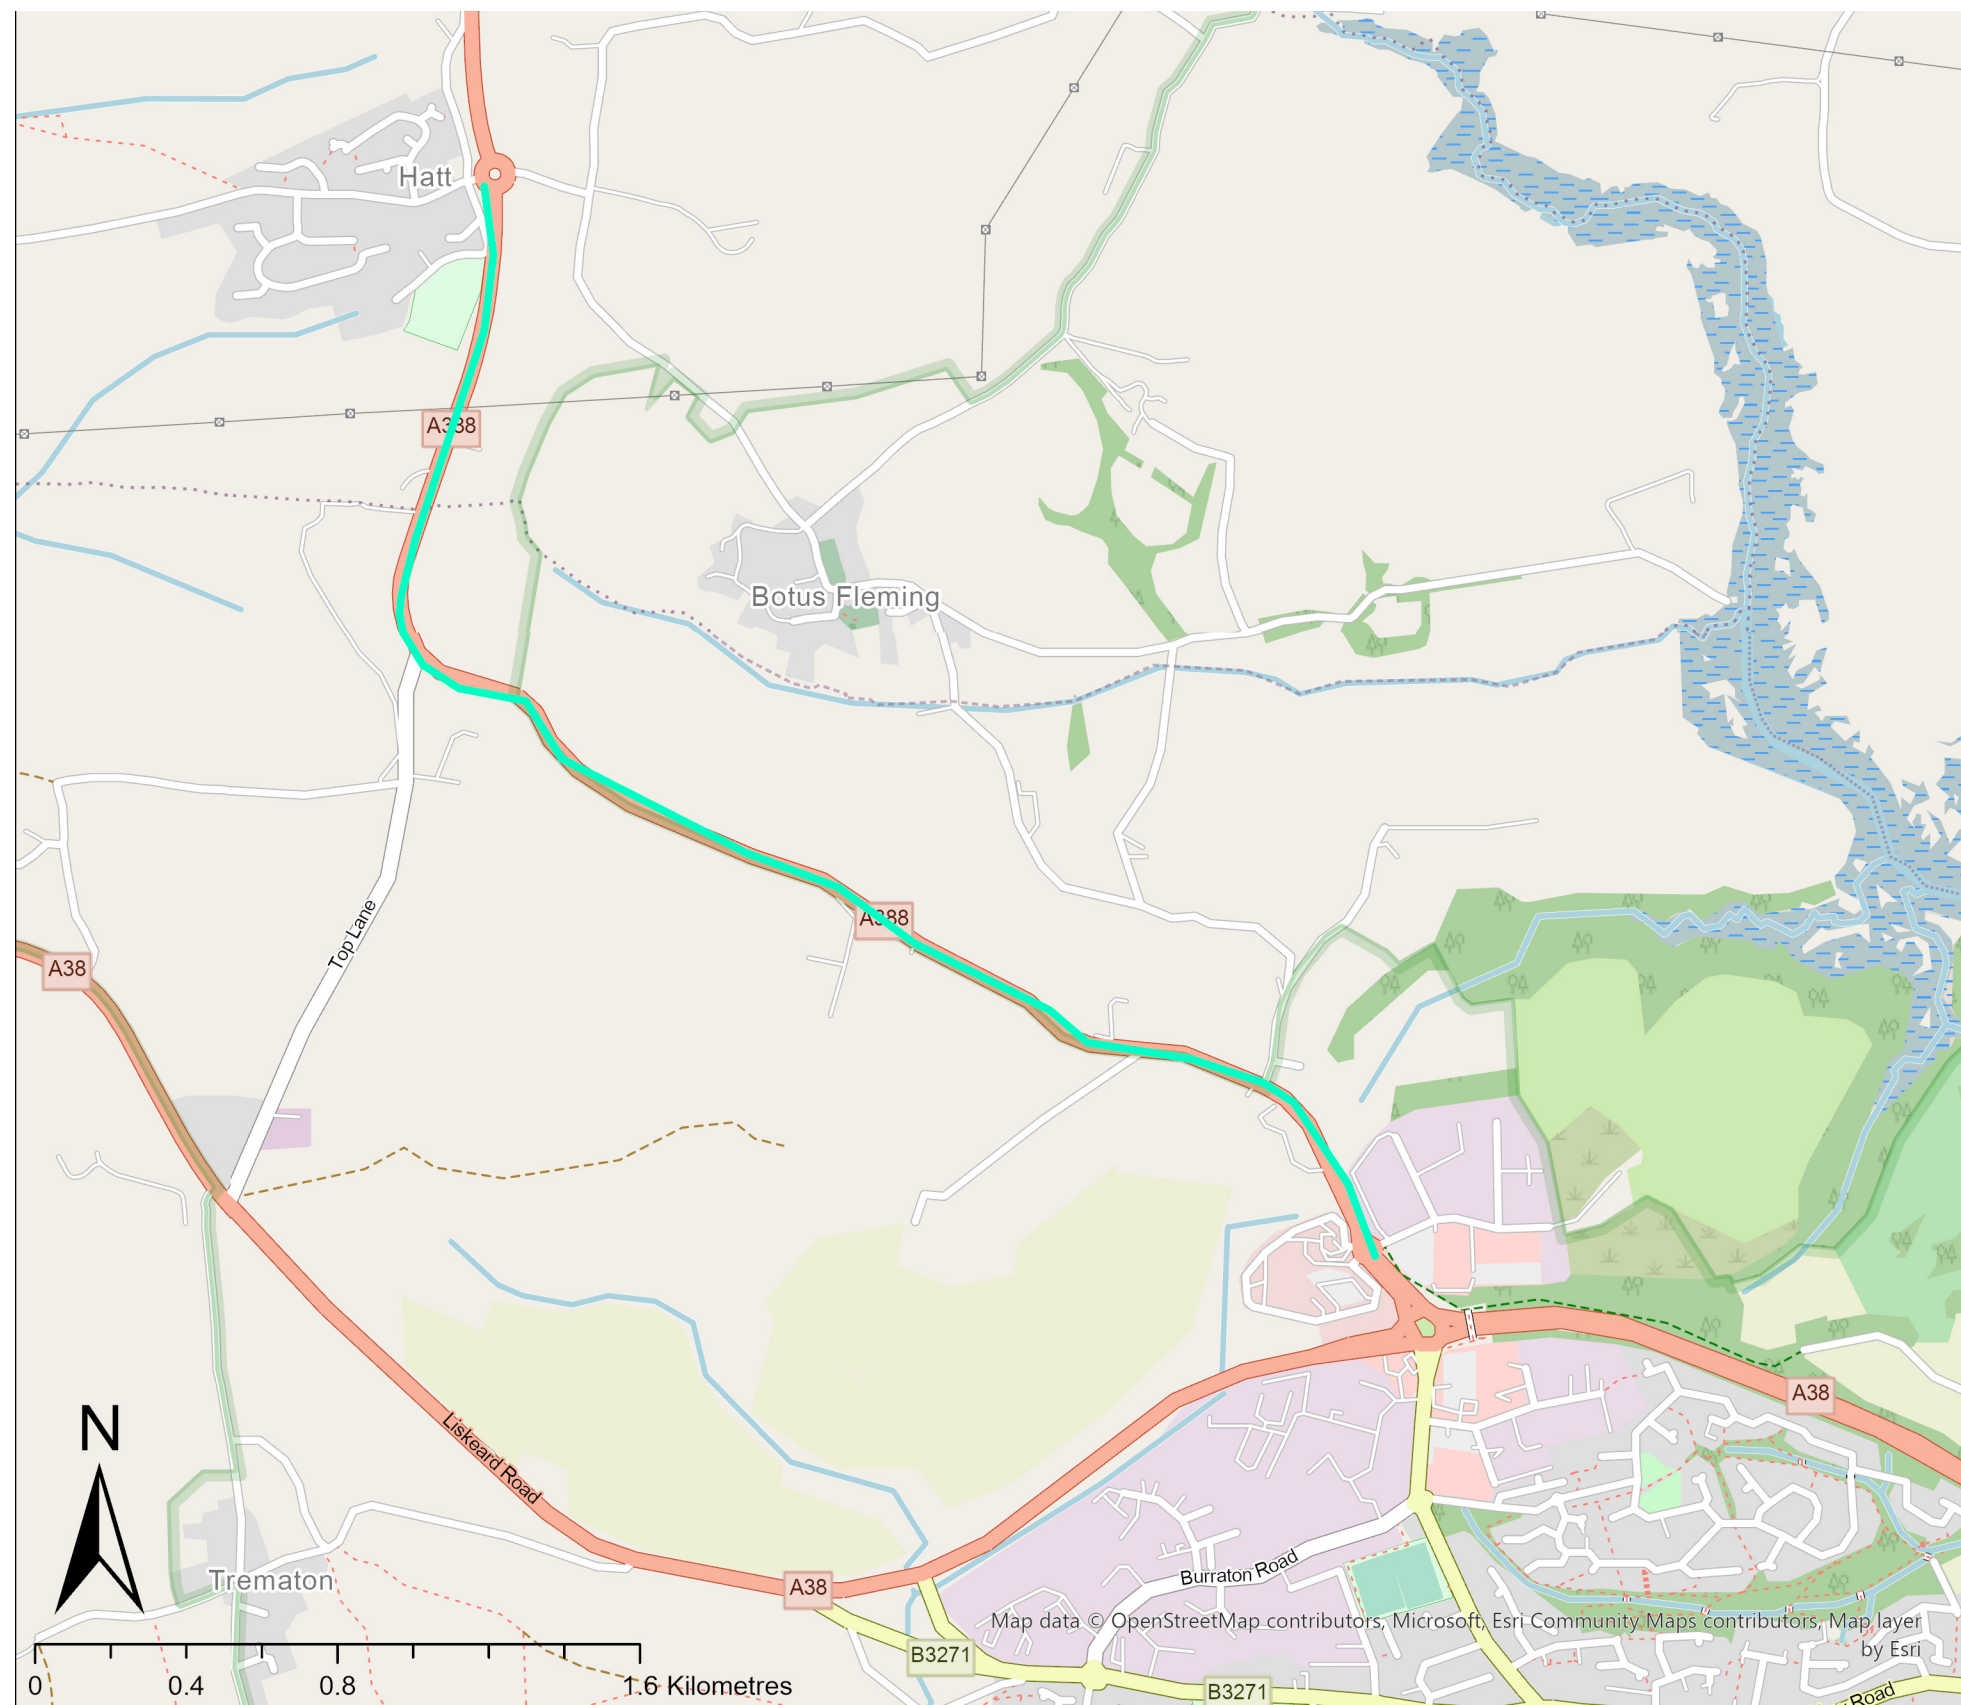 Hatt
A388
Botus Fleming
A388
Top Lane
A38
A38
N
Liskeard Road
Trematon
A38
Burraton Road
Map data © OpenStreetMap contributors, Microsoft, Esri Community Maps contributors, Map layer
by Esri
B3271
B3271
Road
0 0.4 0.8 1.6 Kilometres